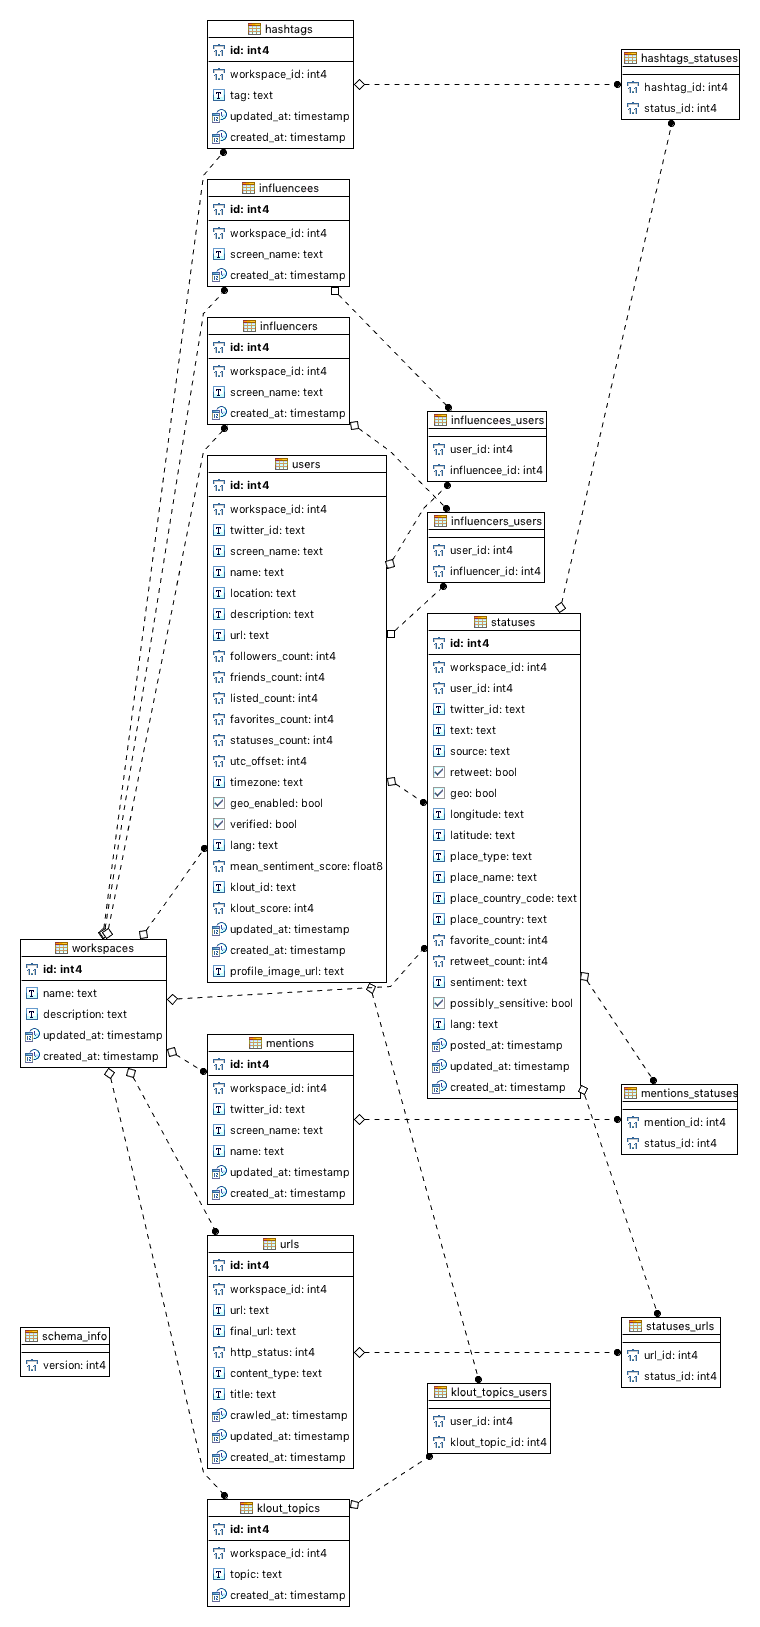 hashtags
id: int4
workspace_id: int4
tag: text
updated_at: timestamp
created_at: timestamp
hashtags_statuses
hashtag_id: int4
status_id: int4
influencees
id: int4
workspace_id: int4
screen_name: text
created_at: timestamp
influencers
id: int4
workspace_id: int4
screen_name: text
created_at: timestamp
influencees_users
user_id: int4
influencee_id: int4
users
id: int4
workspace_id: int4
twitter_id: text
screen_name: text
name: text
location: text
description: text
url: text
followers_count: int4
friends_count: int4
listed_count: int4
favorites_count: int4
statuses_count: int4
utc_offset: int4
timezone: text
geo_enabled: bool
verified: bool
lang: text
mean_sentiment_score: float8
klout_id: text
klout_score: int4
updated_at: timestamp
created_at: timestamp
profile_image_url: text
influencers_users
user_id: int4
influencer_id: int4
statuses
id: int4
workspace_id: int4
user_id: int4
twitter_id: text
text: text
source: text
retweet: bool
geo: bool
longitude: text
latitude: text
place_type: text
place_name: text
place_country_code: text
place_country: text
favorite_count: int4
retweet_count: int4
sentiment: text
possibly_sensitive: bool
lang: text
posted_at: timestamp
updated_at: timestamp
created_at: timestamp
workspaces
id: int4
name: text
description: text
updated_at: timestamp
created_at: timestamp
mentions
id: int4
workspace_id: int4
twitter_id: text
screen_name: text
name: text
updated_at: timestamp
created_at: timestamp
mentions_statuses
mention_id: int4
status_id: int4
urls
id: int4
workspace_id: int4
url: text
final_url: text
http_status: int4
content_type: text
title: text
crawled_at: timestamp
updated_at: timestamp
created_at: timestamp
schema_info
version: int4
statuses_urls
url_id: int4
status_id: int4
klout_topics_users
user_id: int4
klout_topic_id: int4
klout_topics
id: int4
workspace_id: int4
topic: text
created_at: timestamp